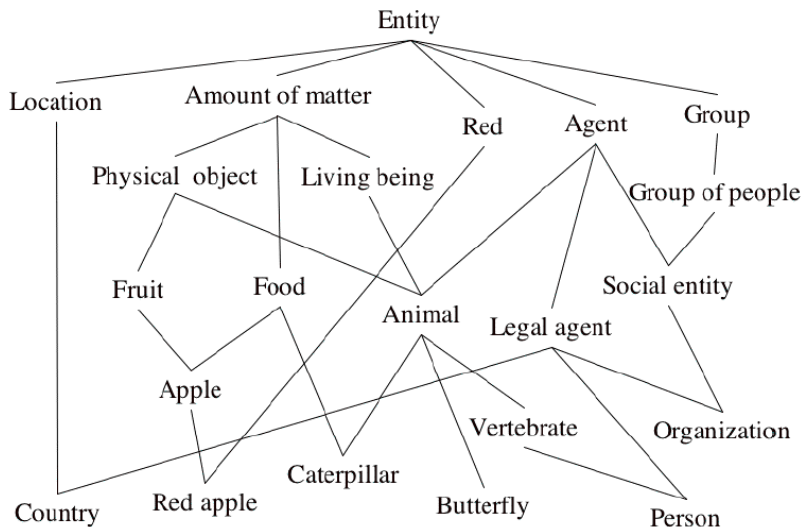 Entity
Location
Amount of matter
Red
Agent
Group
Physical object
Living being
Group of people
Fruit
Food
Animal
Social entity
Legal agent
Apple
Vertebrate
Organization
Caterpillar
Country
Red apple
Butterfly
Person